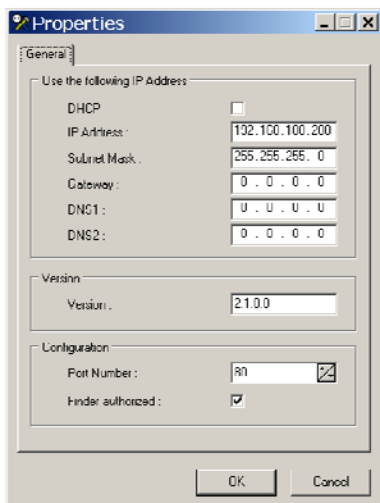 Properties
General
Use the following IP Address
DHCP
IP Address : 192.168.100.200
Subnet Mask : 255.255.255. 0
Gateway : 0 . 0 . 0 . 0
DNS1 : 0 . 0 . 0 . 0
DNS2 : 0 . 0 . 0 . 0
Version
Version : 2.1.0.0
Configuration
Port Number : 80
Finder authorized :
OK Cancel